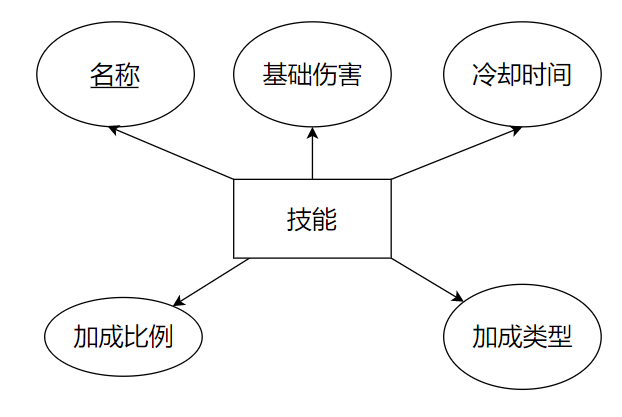 名称
基础伤害
冷却时间
技能
加成比例
加成类型